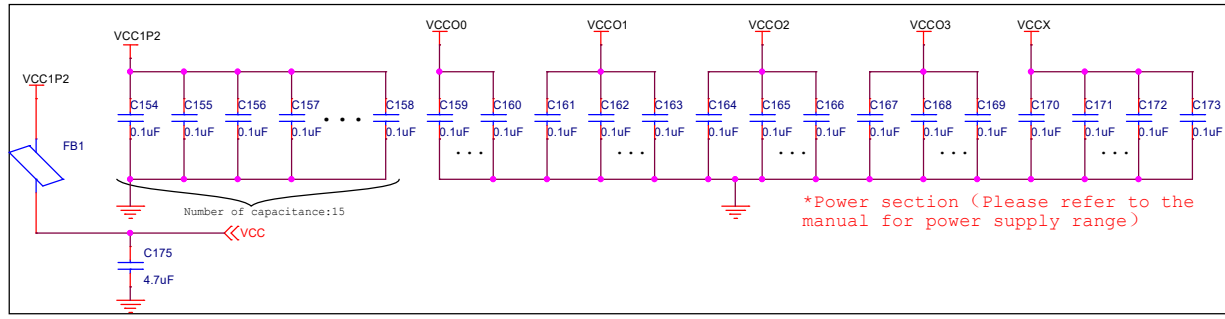 VCCO0 VCCO1 VCCO2 VCCO3 VCCX
VCC1P2
VCC1P2
C154 C155 C156 C157 C158 C159 C160 C161 C162 C163 C164 C165 C166 C167 C168 C169 C170 C171 C172 C173
0.1uF 0.1uF 0.1uF 0.1uF 0.1uF 0.1uF 0.1uF 0.1uF 0.1uF 0.1uF 0.1uF 0.1uF 0.1uF 0.1uF 0.1uF 0.1uF 0.1uF 0.1uF 0.1uF 0.1uF
FB1
Number of capacitance:15
*Power section（Please refer to the
manual for power supply range）
VCC
C175
4.7uF